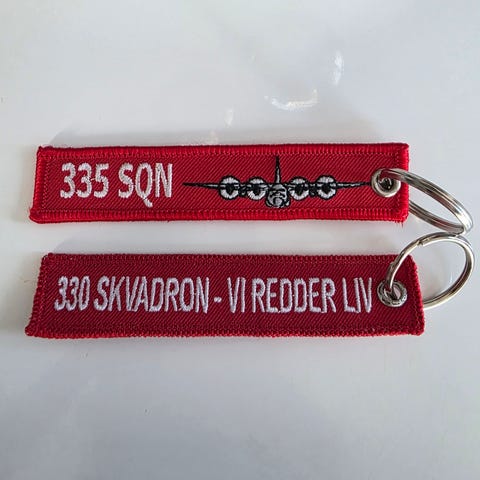 335 SQN
330 SKVADRON - VI REDDER LIV